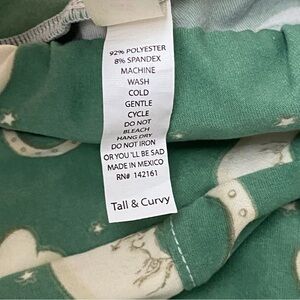 92% POLYESTER
8% SPANDEX
MACHINE
WASH
COLD
GENTLE
CYCLE
DO NOT
BLEACH
HANG DRY
DO NOT IRON
OR YOU'LL BE SAD
MADE IN MEXICO
RN# 142161
Tall & Curvy